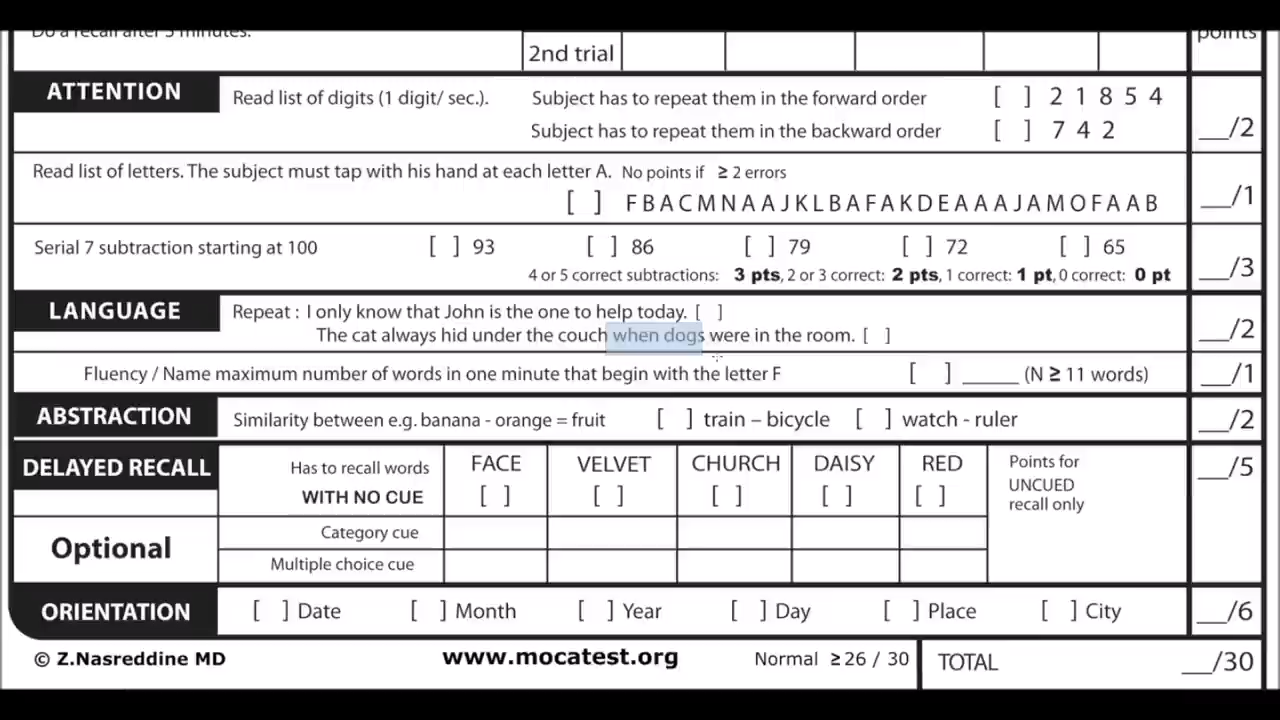 Do a recall after 5 minutes.
points
2nd trial
ATTENTION Read list of digits (1 digit/ sec.). Subject has to repeat them in the forward order [ ] 2 1 8 5 4
Subject has to repeat them in the backward order [ ] 7 4 2
__/2
Read list of letters. The subject must tap with his hand at each letter A. No points if ≥ 2 errors
[ ] F B A C M N A A J K L B A F A K D E A A A J A M O F A A B __/1
Serial 7 subtraction starting at 100 [ ] 93 [ ] 86 [ ] 79 [ ] 72 [ ] 65
4 or 5 correct subtractions: 3 pts, 2 or 3 correct: 2 pts, 1 correct: 1 pt, 0 correct: 0 pt __/3
LANGUAGE Repeat : I only know that John is the one to help today. [ ]
The cat always hid under the couch when dogs were in the room. [ ] __/2
Fluency / Name maximum number of words in one minute that begin with the letter F [ ] _____ (N ≥ 11 words) __/1
ABSTRACTION Similarity between e.g. banana - orange = fruit [ ] train – bicycle [ ] watch - ruler __/2
DELAYED RECALL Has to recall words FACE VELVET CHURCH DAISY RED Points for __/5
WITH NO CUE [ ] [ ] [ ] [ ] [ ] UNCUED
recall only
Optional Category cue
Multiple choice cue
ORIENTATION [ ] Date [ ] Month [ ] Year [ ] Day [ ] Place [ ] City __/6
© Z.Nasreddine MD www.mocatest.org Normal ≥ 26 / 30 TOTAL __/30